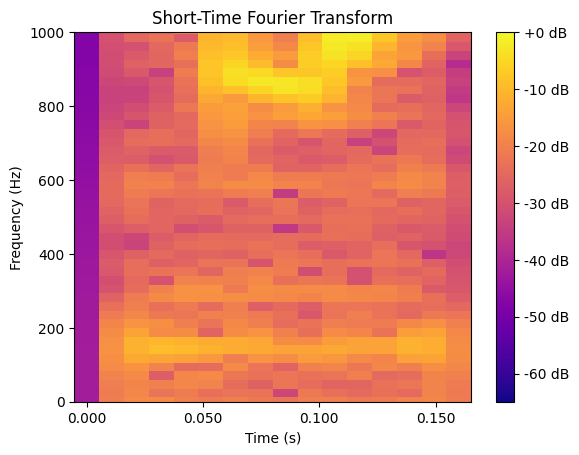 Short-Time Fourier Transform
1000
800
600
400
200
0
Frequency (Hz)
0.000
0.050
0.100
0.150
Time (s)
+0 dB
-10 dB
-20 dB
-30 dB
-40 dB
-50 dB
-60 dB